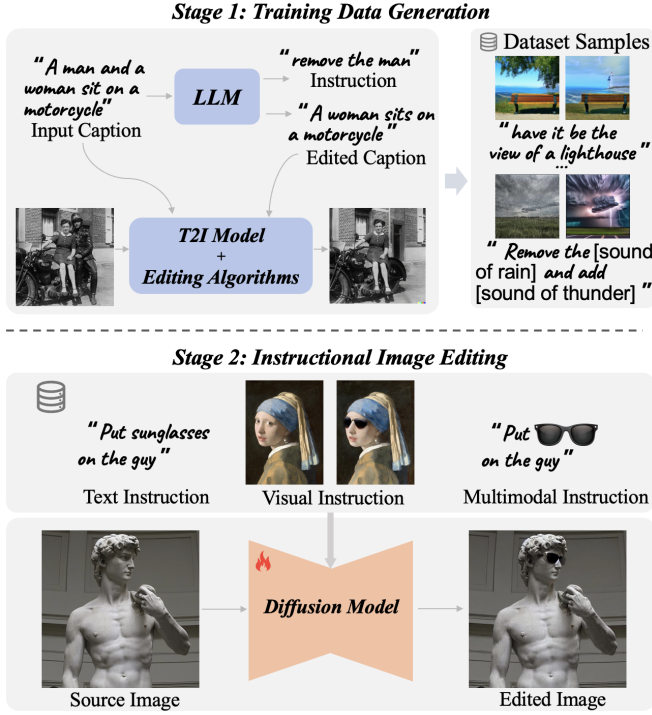 Stage 1: Training Data Generation
“A man and a
woman sit on a
motorcycle”
Input Caption
LLM
“remove the man”
Instruction
“A woman sits on
a motorcycle”
Edited Caption
T2I Model
+
Editing Algorithms
Dataset Samples
“have it be the
view of a lighthouse”
...
“Remove the [sound
of rain] and add
[sound of thunder]”
Stage 2: Instructional Image Editing
“Put sunglasses
on the guy”
Text Instruction
Visual Instruction
“Put
on the guy”
Multimodal Instruction
Diffusion Model
Source Image
Edited Image